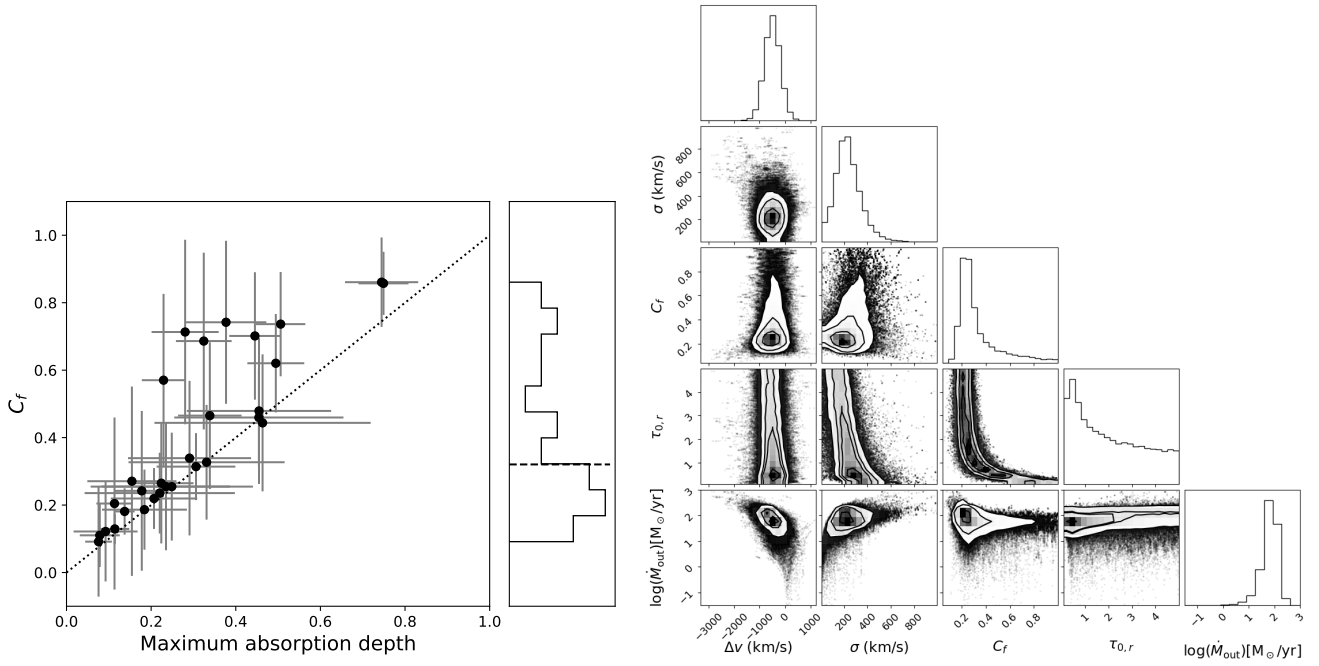 1.0
0.8
0.6
0.4
0.2
0.0
C_f
0.0 0.2 0.4 0.6 0.8 1.0
Maximum absorption depth
800
600
400
200
σ (km/s)
0.8
0.6
0.4
0.2
C_f
4
3
2
1
τ_{0,r}
3
2
1
0
−1
log(Ṁ_out)[M_⊙/yr]
−3000 −2000 −1000 0 1000
Δv (km/s)
200 400 600 800
σ (km/s)
0.2 0.4 0.6 0.8
C_f
1 2 3 4
τ_{0,r}
−1 0 1 2 3
log(Ṁ_out)[M_⊙/yr]